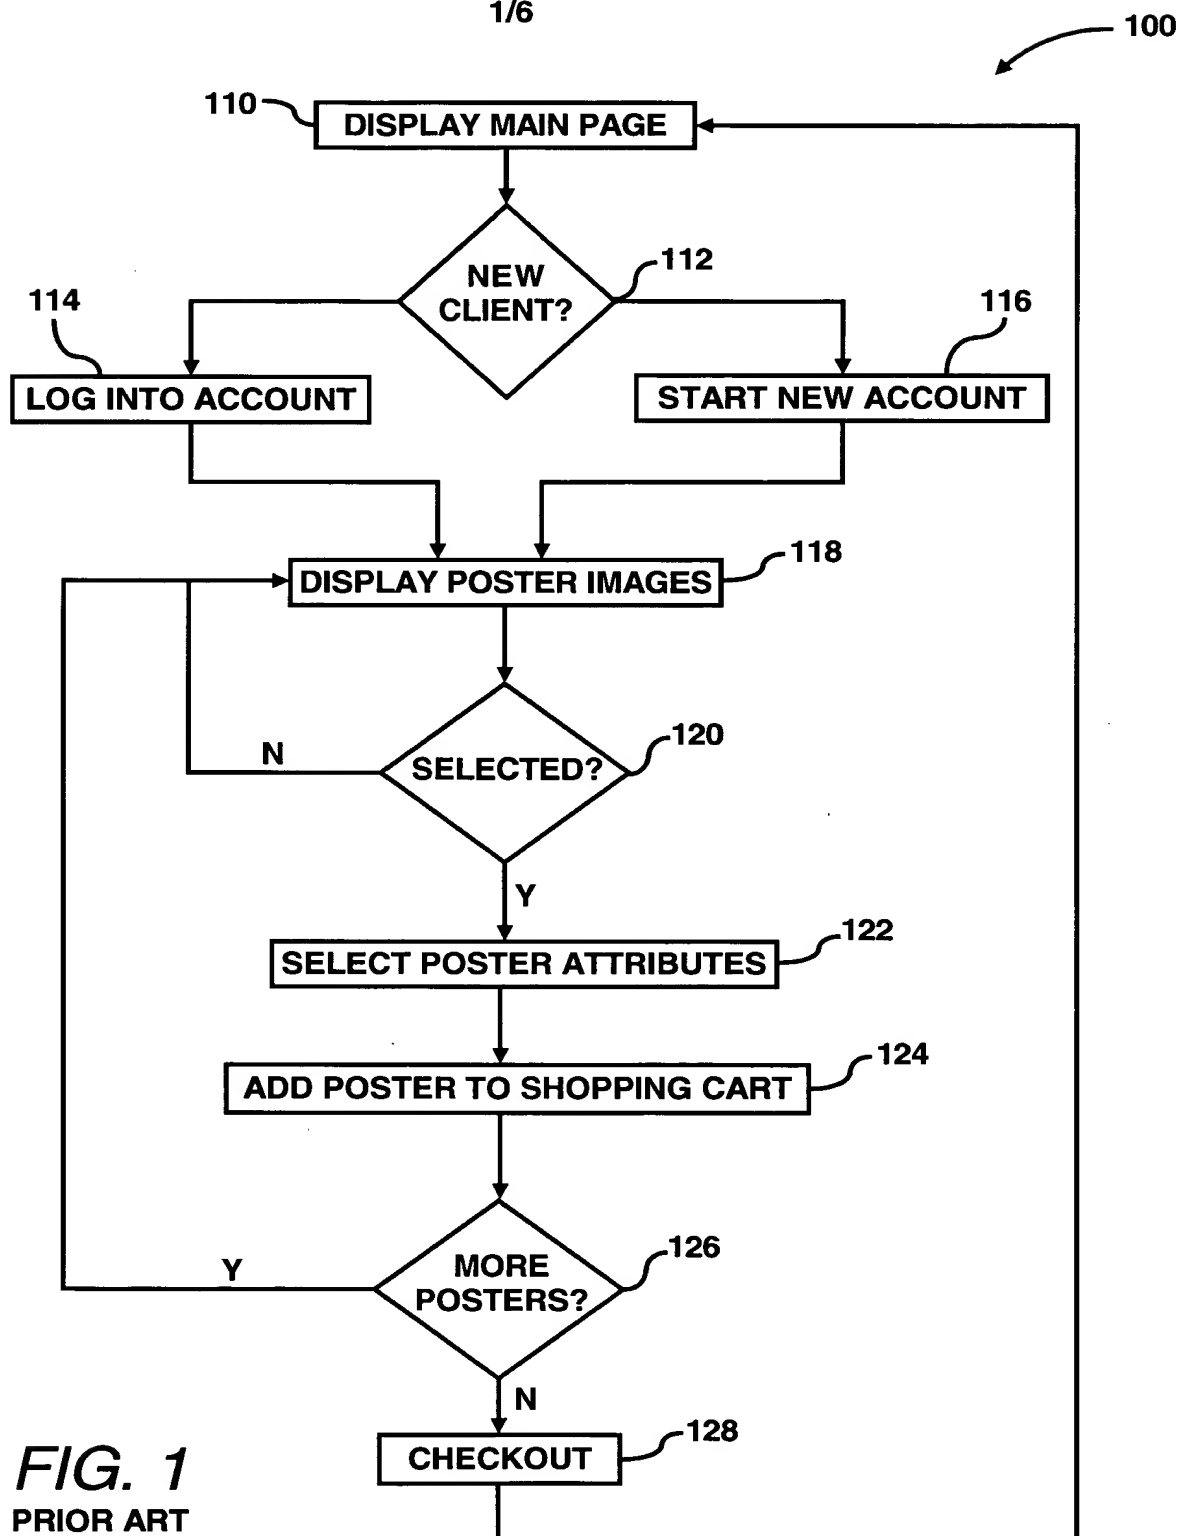 1/6
100
110
DISPLAY MAIN PAGE
112
NEW
CLIENT?
114
116
LOG INTO ACCOUNT
START NEW ACCOUNT
118
DISPLAY POSTER IMAGES
120
N
SELECTED?
Y
122
SELECT POSTER ATTRIBUTES
124
ADD POSTER TO SHOPPING CART
126
Y
MORE
POSTERS?
N
128
CHECKOUT
FIG. 1
PRIOR ART